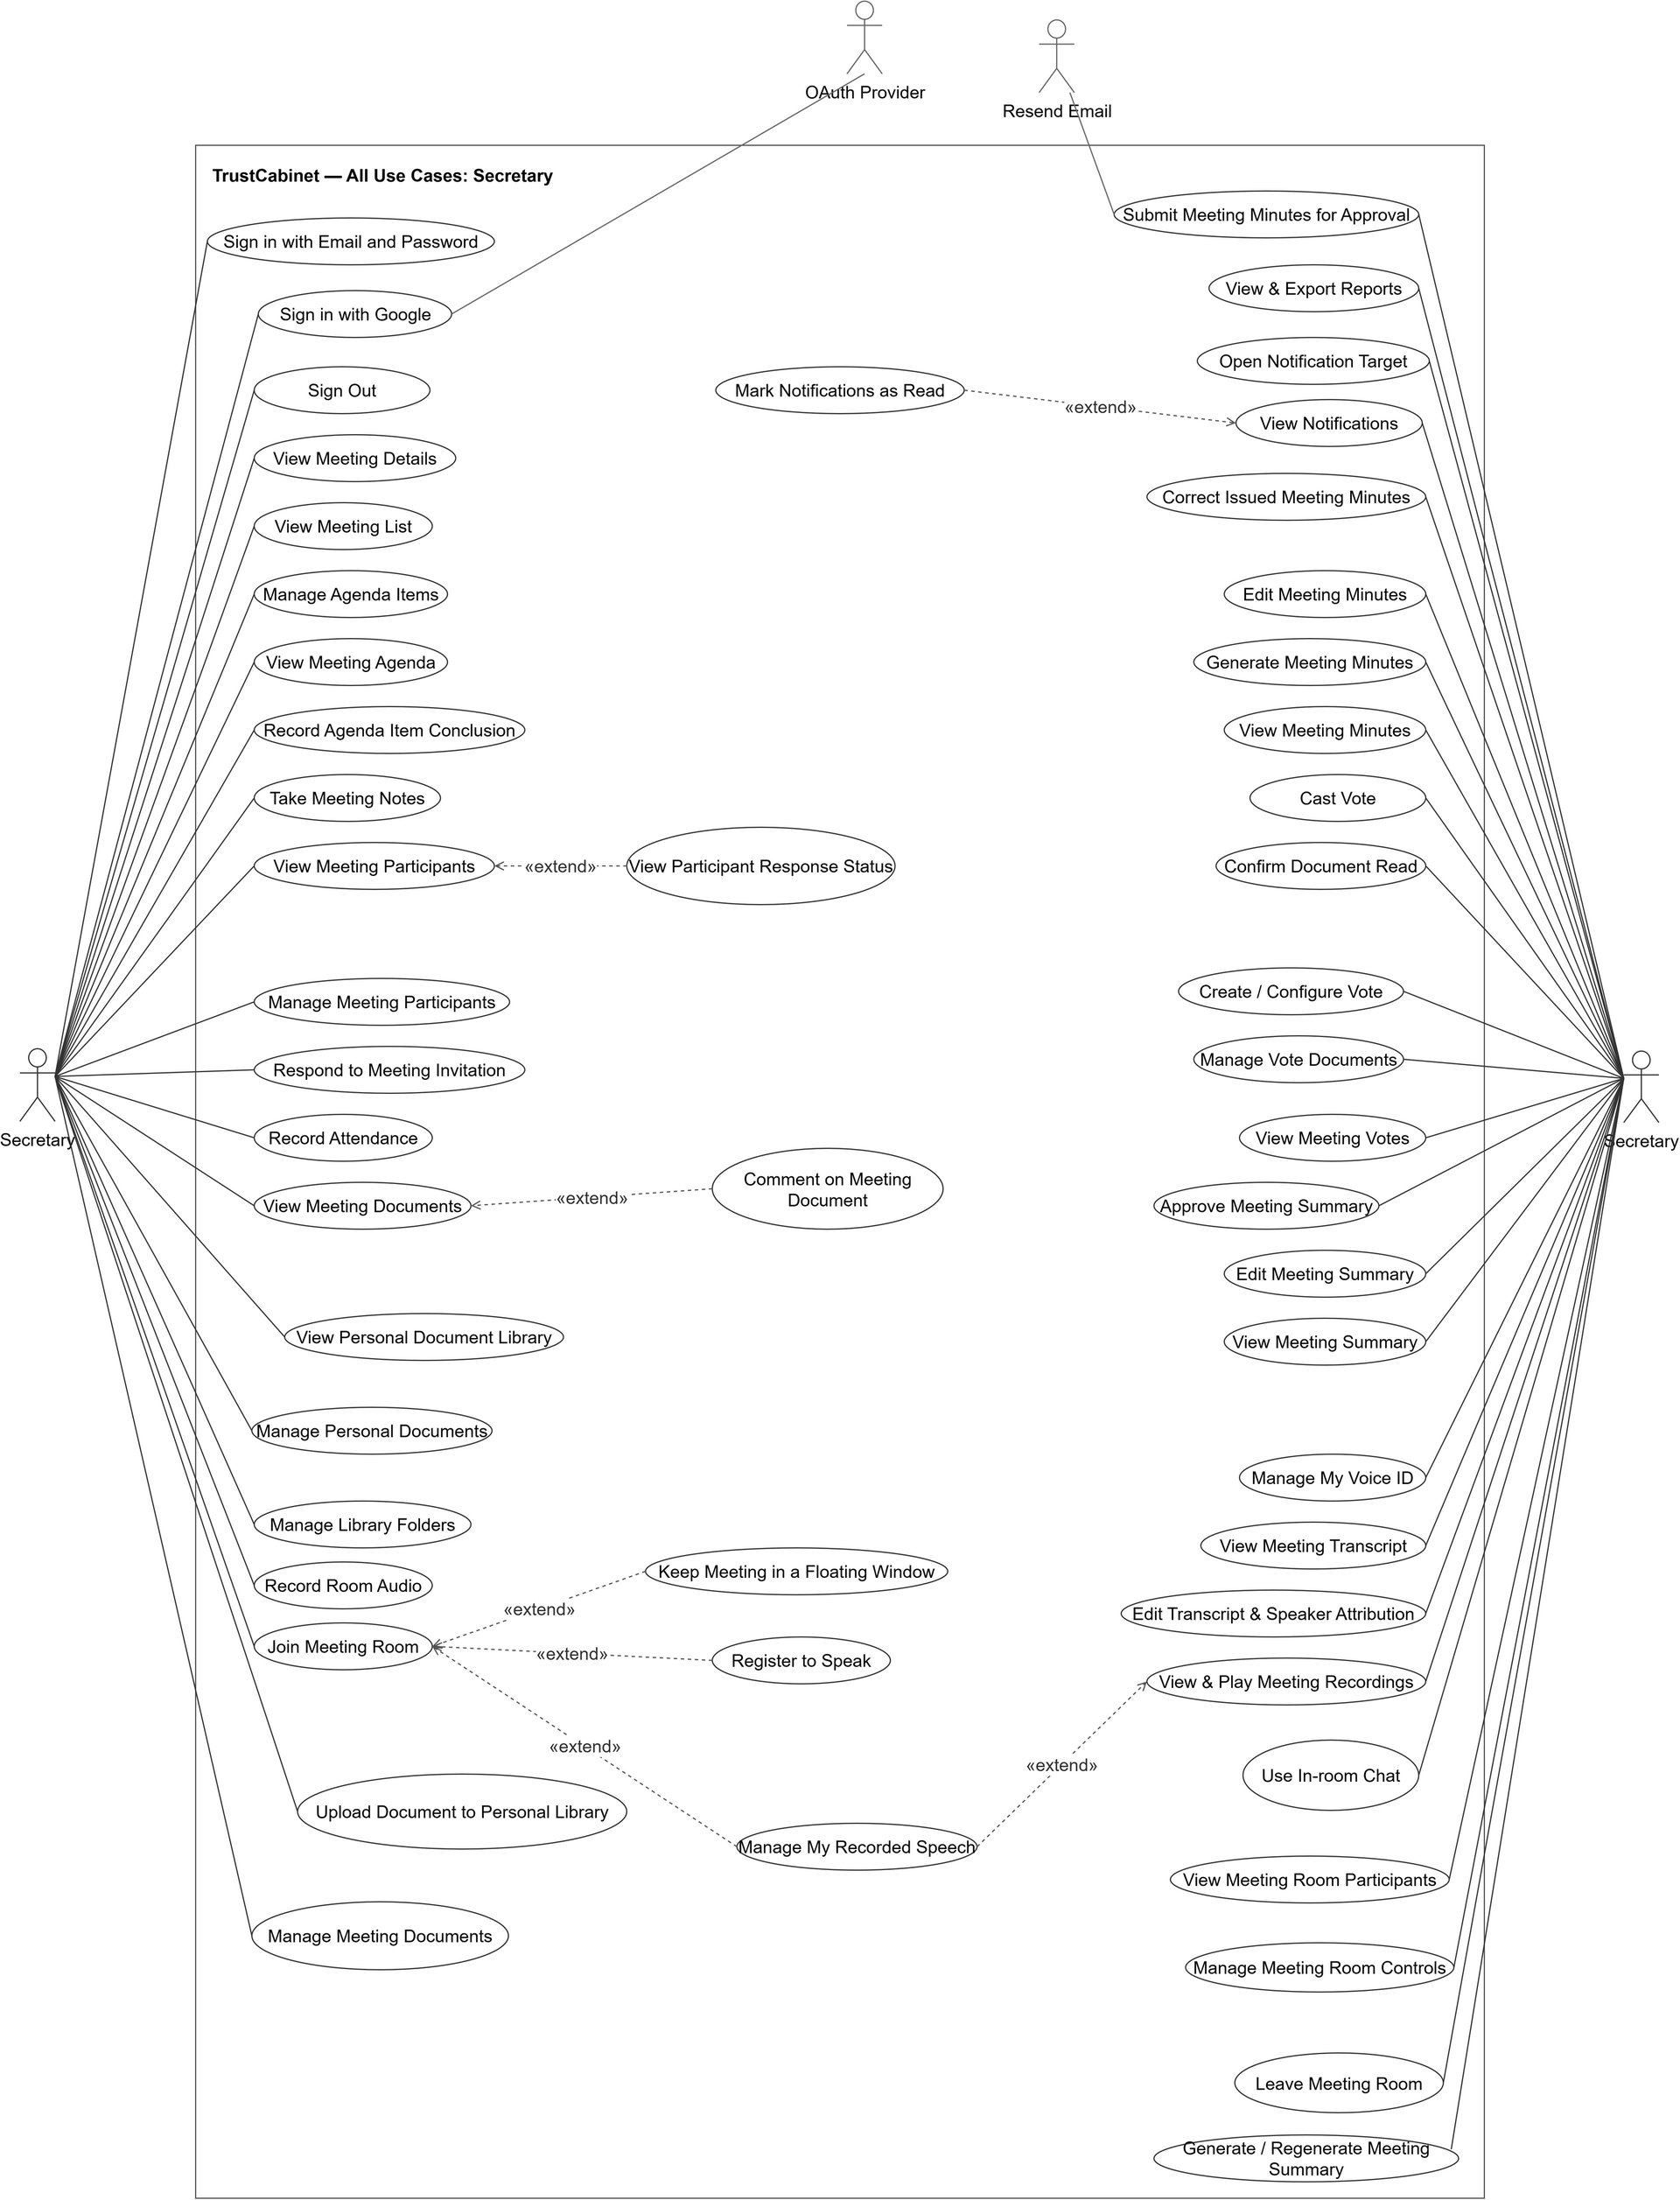 OAuth Provider
Resend Email
TrustCabinet — All Use Cases: Secretary
Submit Meeting Minutes for Approval
Sign in with Email and Password
View & Export Reports
Sign in with Google
Open Notification Target
Sign Out
Mark Notifications as Read
«extend»
View Notifications
View Meeting Details
Correct Issued Meeting Minutes
View Meeting List
Manage Agenda Items
Edit Meeting Minutes
View Meeting Agenda
Generate Meeting Minutes
Record Agenda Item Conclusion
View Meeting Minutes
Take Meeting Notes
Cast Vote
View Meeting Participants
«extend»
View Participant Response Status
Confirm Document Read
Manage Meeting Participants
Create / Configure Vote
Respond to Meeting Invitation
Manage Vote Documents
Secretary
Record Attendance
View Meeting Votes
Secretary
View Meeting Documents
«extend»
Comment on Meeting
Document
Approve Meeting Summary
Edit Meeting Summary
View Personal Document Library
View Meeting Summary
Manage Personal Documents
Manage My Voice ID
Manage Library Folders
View Meeting Transcript
Record Room Audio
Keep Meeting in a Floating Window
«extend»
Edit Transcript & Speaker Attribution
Join Meeting Room
«extend»
Register to Speak
View & Play Meeting Recordings
«extend»
«extend»
Use In-room Chat
Upload Document to Personal Library
Manage My Recorded Speech
View Meeting Room Participants
Manage Meeting Documents
Manage Meeting Room Controls
Leave Meeting Room
Generate / Regenerate Meeting
Summary